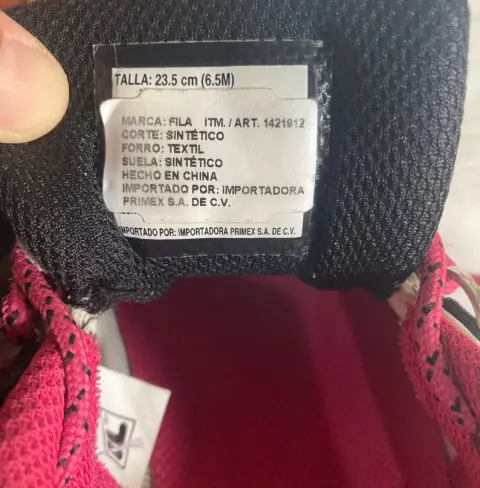 TALLA: 23.5 cm (6.5M)
MARCA: FILA ITM. / ART. 1421912
CORTE: SINTÉTICO
FORRO: TEXTIL
SUELA: SINTÉTICO
HECHO EN CHINA
IMPORTADO POR: IMPORTADORA
PRIMEX S.A. DE C.V.
IMPORTADO POR: IMPORTADORA PRIMEX S.A. DE C.V.